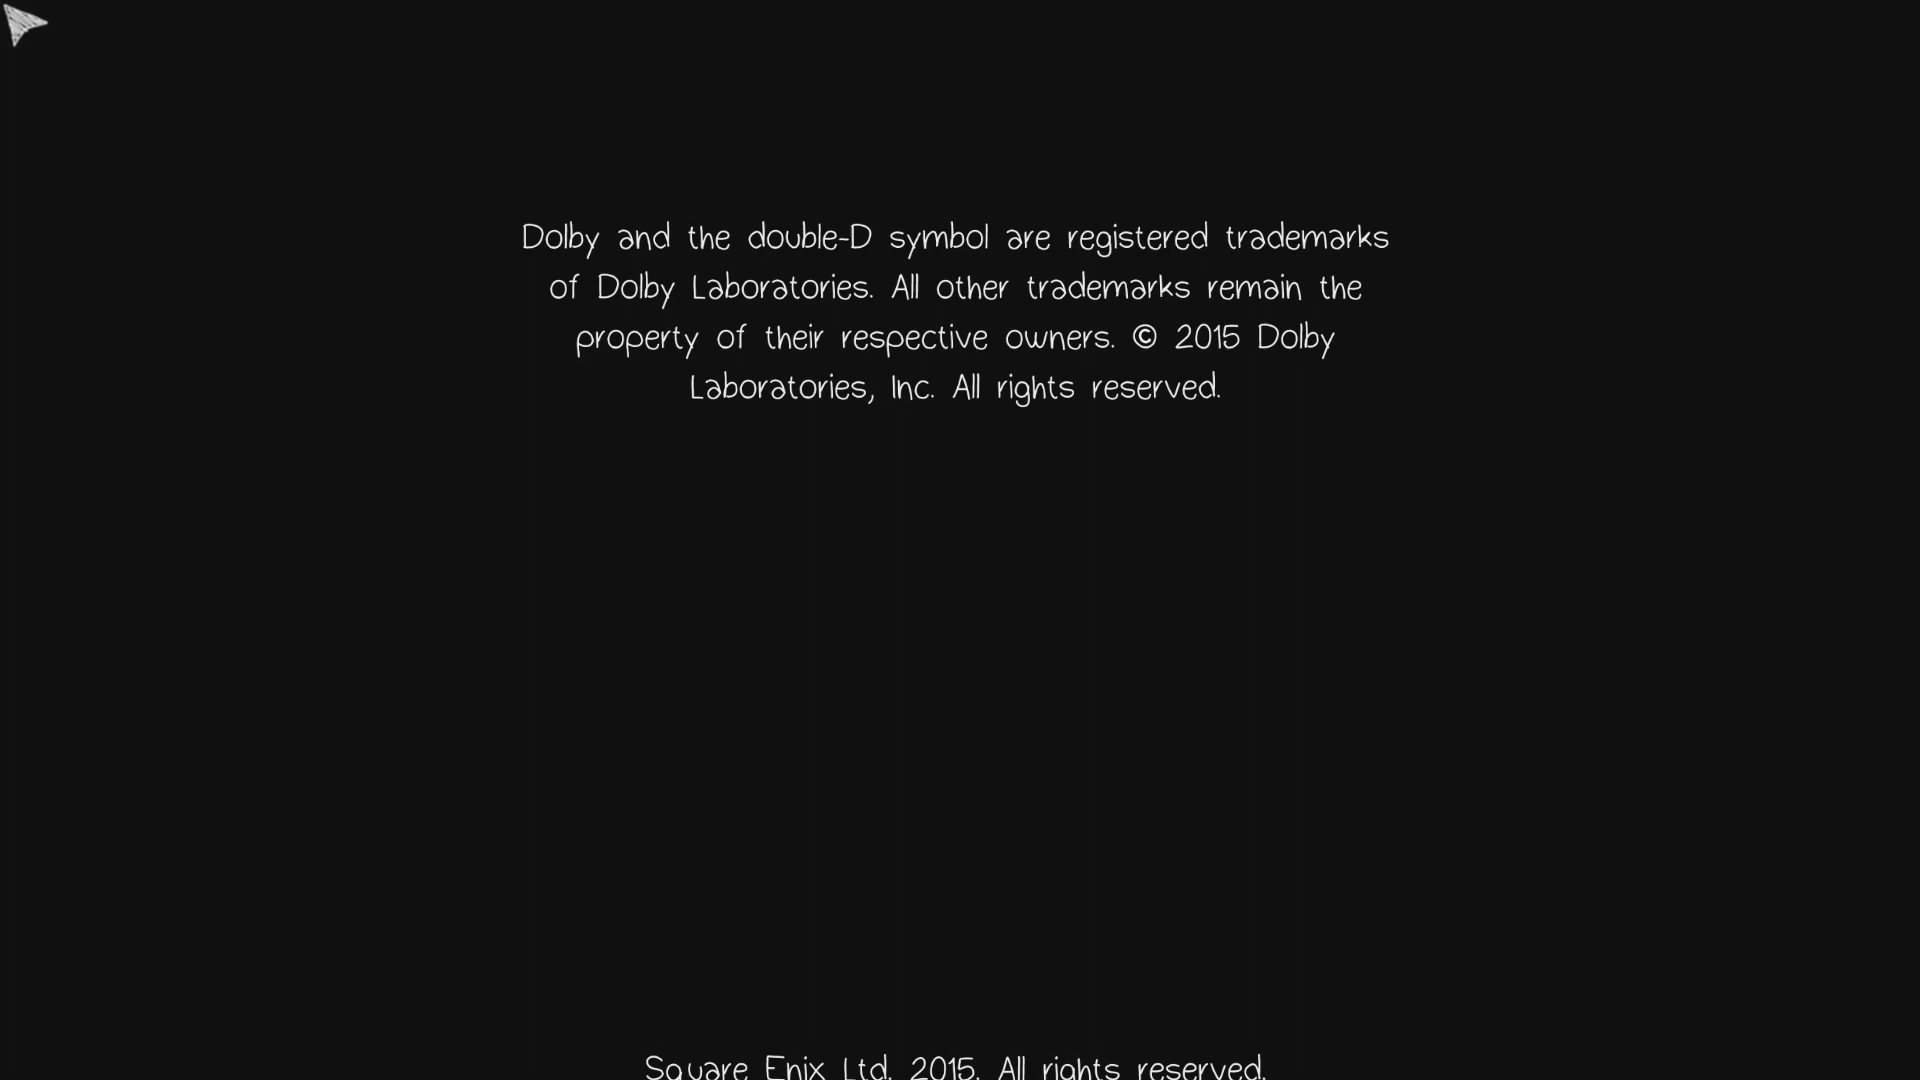 Dolby and the double-D symbol are registered trademarks
of Dolby Laboratories. All other trademarks remain the
property of their respective owners. © 2015 Dolby
Laboratories, Inc. All rights reserved.
Square Enix Ltd. 2015. All rights reserved.